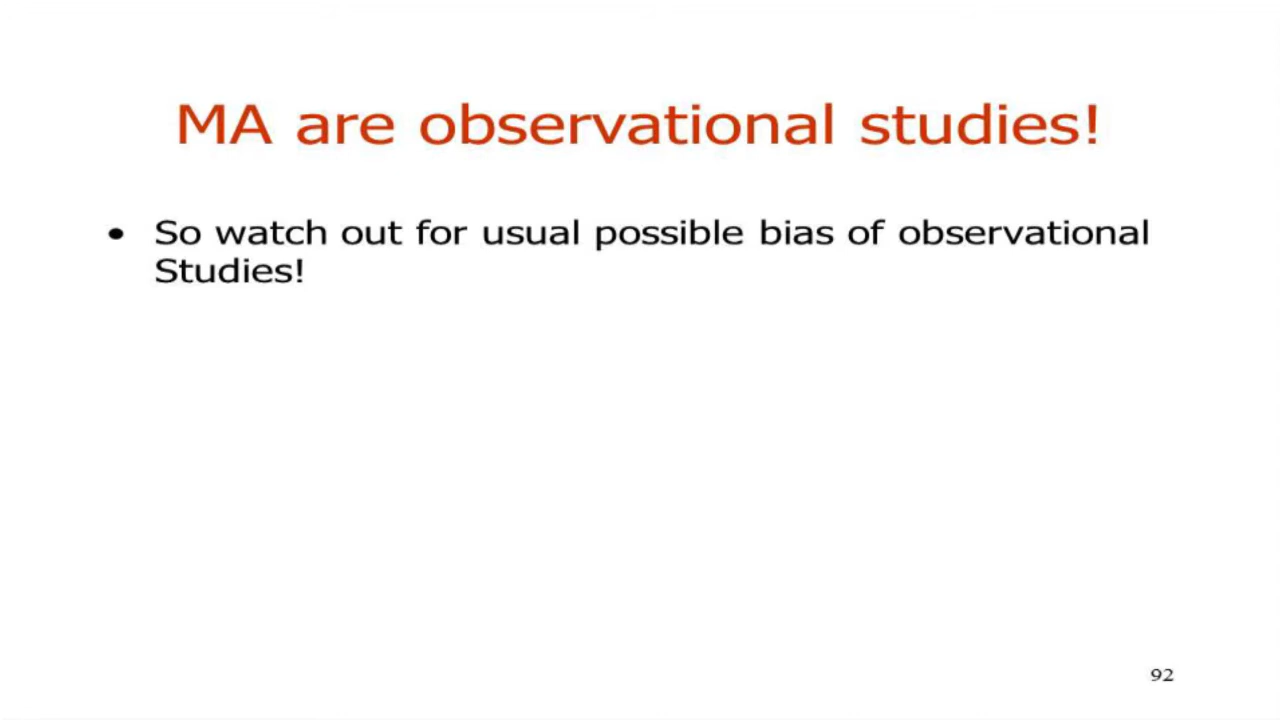 MA are observational studies!
• So watch out for usual possible bias of observational
Studies!
92